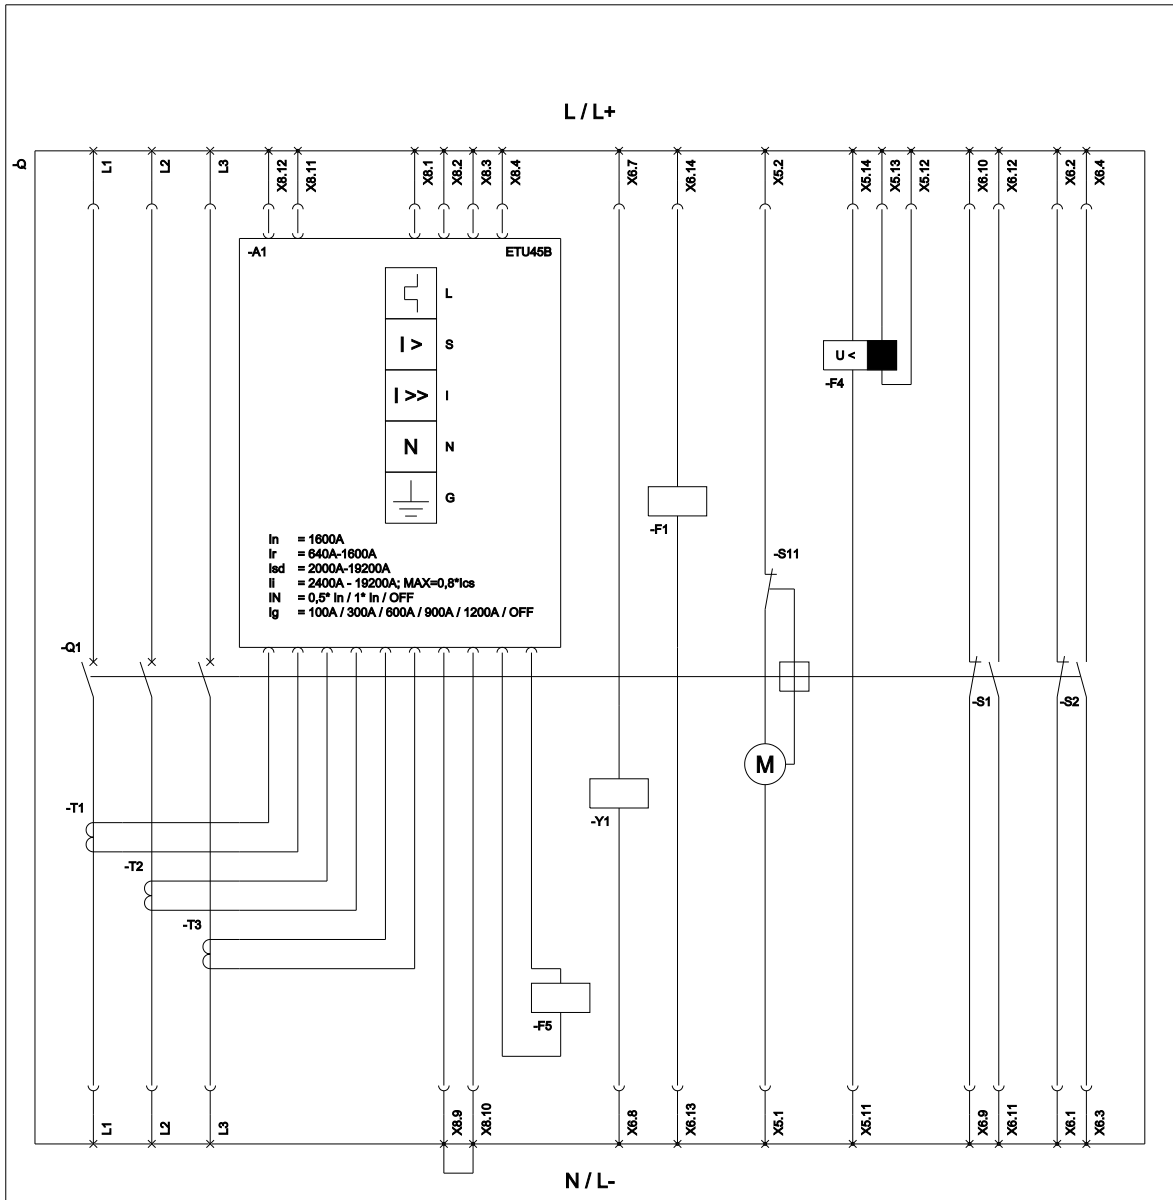 L / L+
-Q
L1
L2
L3
X8.12
X8.11
X8.1
X8.2
X8.3
X8.4
X6.7
X6.14
X5.2
X5.14
X5.13
X5.12
X6.10
X6.12
X6.2
X6.4
-A1
ETU45B
L
I >
S
I >>
I
N
N
G
U <
-F4
-F1
In = 1600A
Ir = 640A-1600A
Isd = 2000A-19200A
Ii = 2400A - 19200A; MAX=0,8*Ics
IN = 0,5* In / 1* In / OFF
Ig = 100A / 300A / 600A / 900A / 1200A / OFF
-S11
-Q1
-S1
-S2
M
-T1
-Y1
-T2
-T3
-F5
L1
L2
L3
X8.9
X8.10
X6.8
X6.13
X5.1
X5.11
X6.9
X6.11
X6.1
X6.3
N / L-